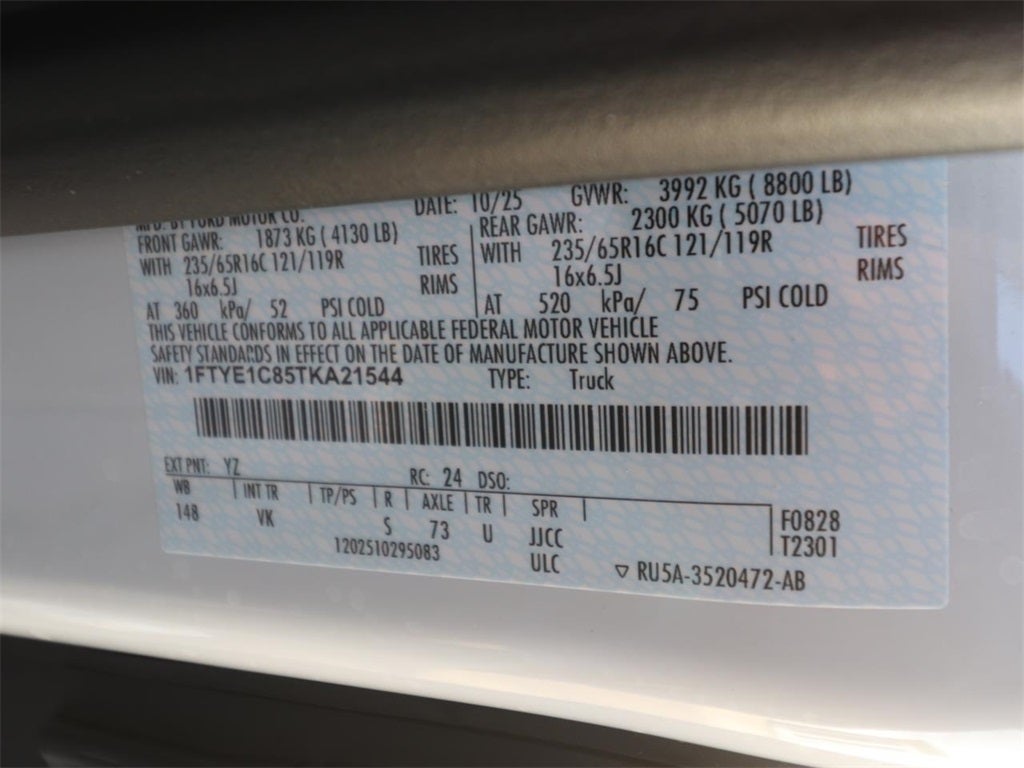 MFD. BY FORD MOTOR CO. DATE: 10/25 GVWR: 3992 KG ( 8800 LB)
FRONT GAWR: 1873 KG ( 4130 LB) REAR GAWR: 2300 KG ( 5070 LB)
WITH 235/65R16C 121/119R TIRES WITH 235/65R16C 121/119R TIRES
16x6.5J RIMS 16x6.5J RIMS
AT 360 kPa/ 52 PSI COLD AT 520 kPa/ 75 PSI COLD
THIS VEHICLE CONFORMS TO ALL APPLICABLE FEDERAL MOTOR VEHICLE
SAFETY STANDARDS IN EFFECT ON THE DATE OF MANUFACTURE SHOWN ABOVE.
VIN: 1FTYE1C85TKA21544 TYPE: Truck
EXT PNT: YZ RC: 24 DSO:
WB INT TR TP/PS R AXLE TR SPR
148 VK S 73 U JJCC F0828
1202510295083 ULC T2301
RU5A-3520472-AB